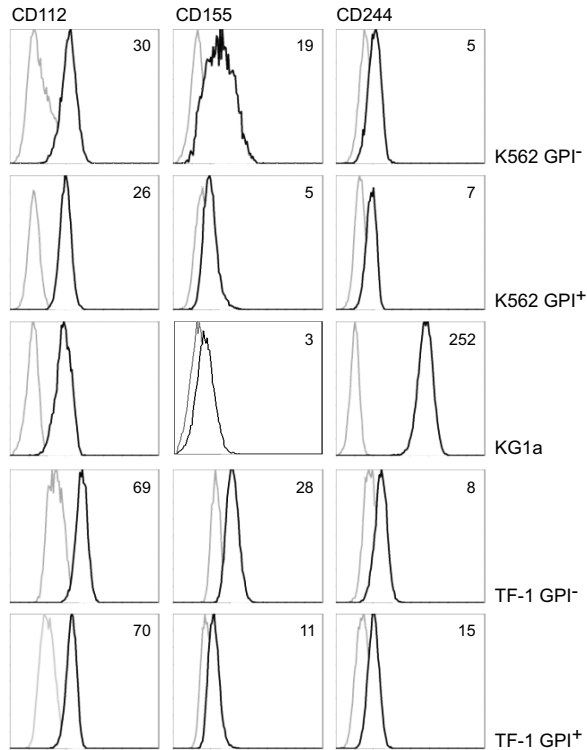 CD112 CD155 CD244
30 19 5
K562 GPI-
26 5 7
K562 GPI+
3 252
KG1a
69 28 8
TF-1 GPI-
70 11 15
TF-1 GPI+